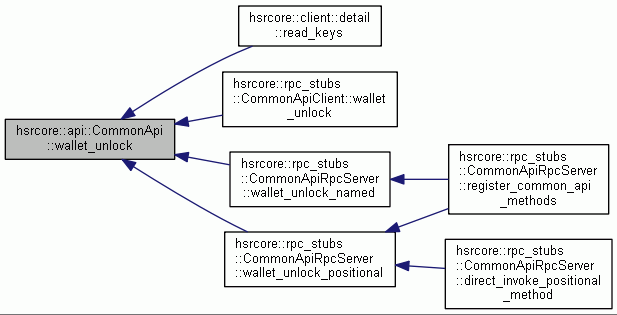 hsrcore::client::detail
::read_keys
hsrcore::rpc_stubs
::CommonApiClient::wallet
_unlock
hsrcore::api::CommonApi
::wallet_unlock
hsrcore::rpc_stubs
::CommonApiRpcServer
::wallet_unlock_named
hsrcore::rpc_stubs
::CommonApiRpcServer
::register_common_api
_methods
hsrcore::rpc_stubs
::CommonApiRpcServer
::wallet_unlock_positional
hsrcore::rpc_stubs
::CommonApiRpcServer
::direct_invoke_positional
_method